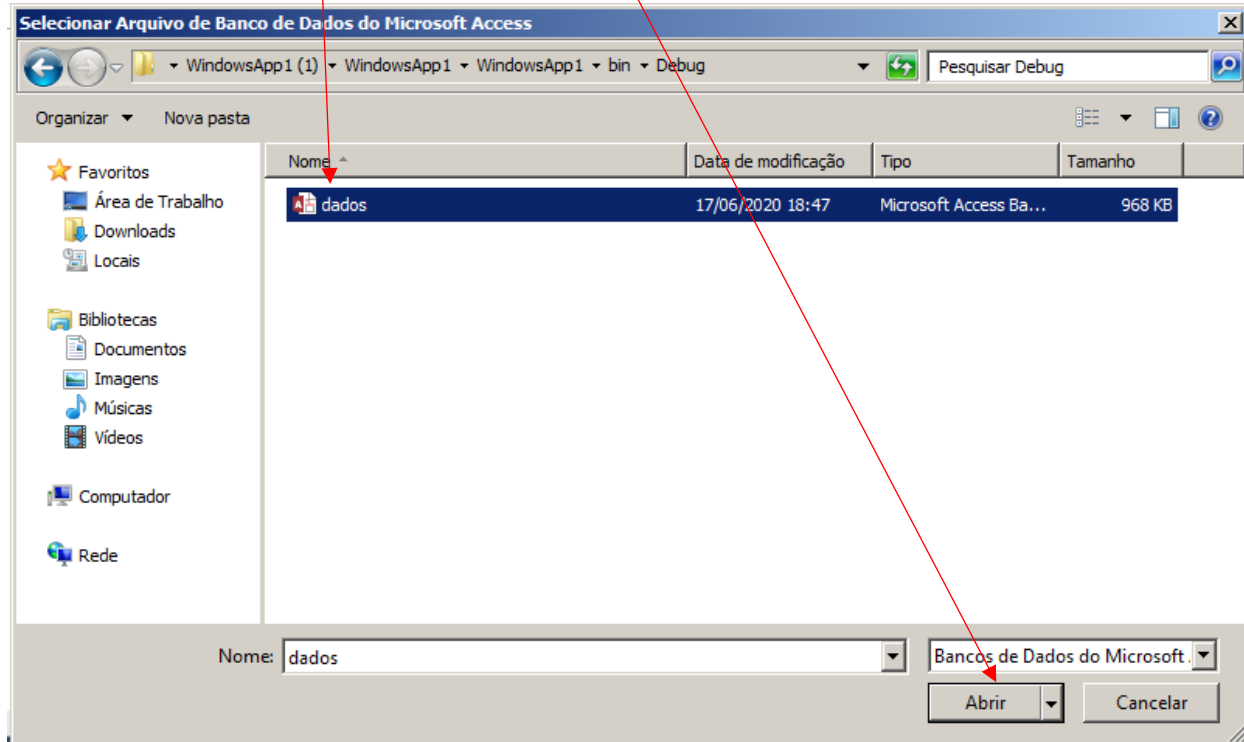 Selecionar Arquivo de Banco de Dados do Microsoft Access
WindowsApp1 (1) WindowsApp1 WindowsApp1 bin Debug Pesquisar Debug
Organizar Nova pasta
Nome Data de modificação Tipo Tamanho
dados 17/06/2020 18:47 Microsoft Access Ba... 968 KB
Favoritos
Área de Trabalho
Downloads
Locais
Bibliotecas
Documentos
Imagens
Músicas
Vídeos
Computador
Rede
Nome: dados Bancos de Dados do Microsoft .
Abrir Cancelar